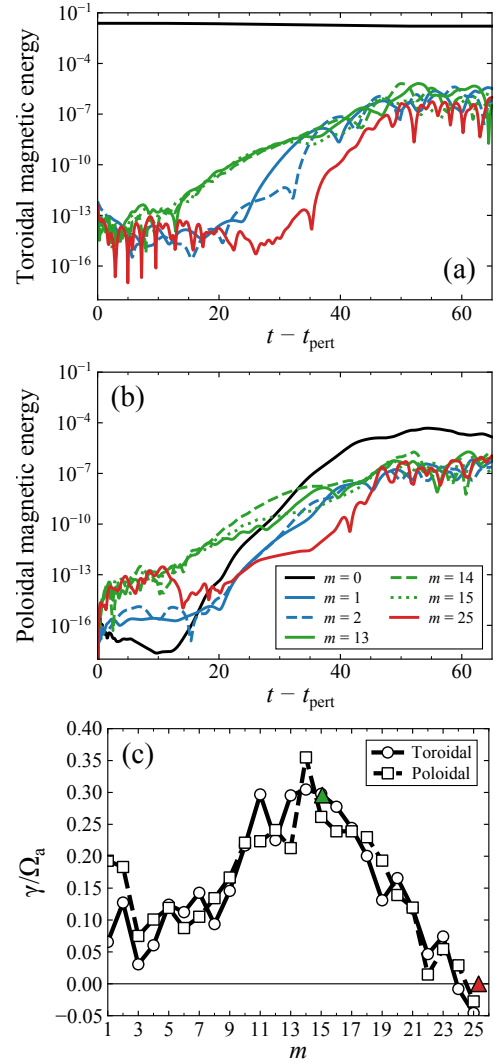 10⁻¹
10⁻⁴
10⁻⁷
10⁻¹⁰
10⁻¹³
10⁻¹⁶
Toroidal magnetic energy
(a)
0 20 40 60
t − t_pert
10⁻¹
10⁻⁴
10⁻⁷
10⁻¹⁰
10⁻¹³
10⁻¹⁶
Poloidal magnetic energy
(b)
m = 0 m = 14
m = 1 m = 15
m = 2 m = 25
m = 13
0 20 40 60
t − t_pert
(c)
Toroidal
Poloidal
0.40
0.35
0.30
0.25
0.20
0.15
0.10
0.05
0.00
−0.05
γ/Ω_a
1 3 5 7 9 11 13 15 17 19 21 23 25
m